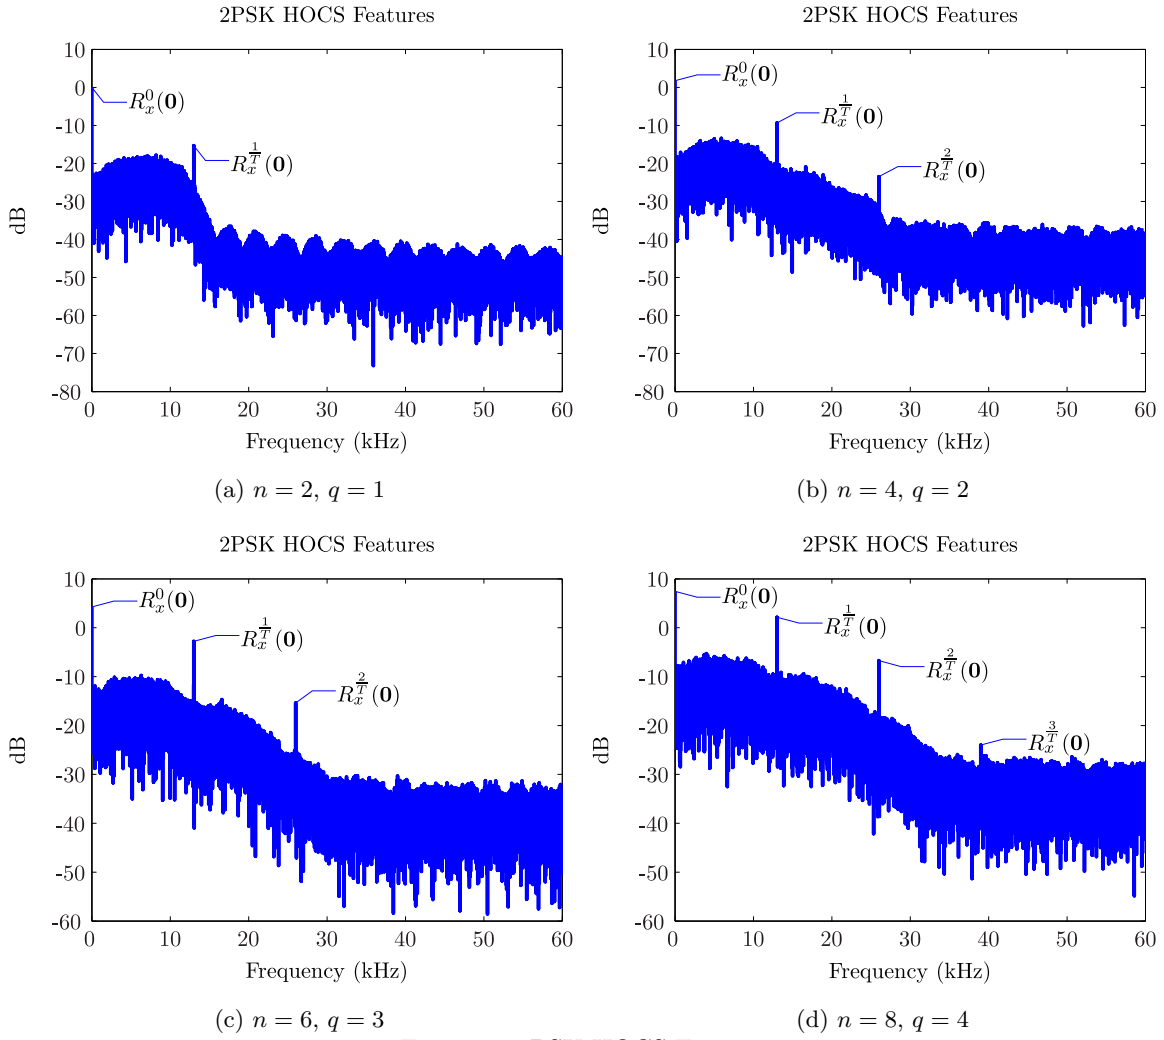 2PSK HOCS Features
10
0
-10
-20
-30
-40
-50
-60
-70
-80
dB
R_x^0(0)
R_x^{1/T}(0)
0 10 20 30 40 50 60
Frequency (kHz)
(a) n = 2, q = 1
2PSK HOCS Features
10
0
-10
-20
-30
-40
-50
-60
-70
-80
dB
R_x^0(0)
R_x^{1/T}(0)
R_x^{2/T}(0)
0 10 20 30 40 50 60
Frequency (kHz)
(b) n = 4, q = 2
2PSK HOCS Features
10
0
-10
-20
-30
-40
-50
-60
dB
R_x^0(0)
R_x^{1/T}(0)
R_x^{2/T}(0)
0 10 20 30 40 50 60
Frequency (kHz)
(c) n = 6, q = 3
2PSK HOCS Features
10
0
-10
-20
-30
-40
-50
-60
dB
R_x^0(0)
R_x^{1/T}(0)
R_x^{2/T}(0)
R_x^{3/T}(0)
0 10 20 30 40 50 60
Frequency (kHz)
(d) n = 8, q = 4